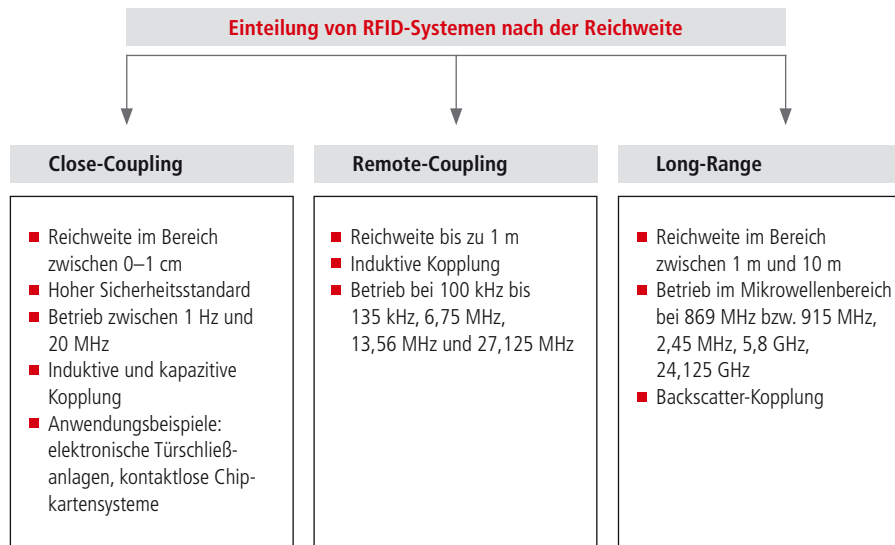 Einteilung von RFID-Systemen nach der Reichweite
Close-Coupling
Reichweite im Bereich
zwischen 0–1 cm
Hoher Sicherheitsstandard
Betrieb zwischen 1 Hz und
20 MHz
Induktive und kapazitive
Kopplung
Anwendungsbeispiele:
elektronische Türschließ-
anlagen, kontaktlose Chip-
kartensysteme
Remote-Coupling
Reichweite bis zu 1 m
Induktive Kopplung
Betrieb bei 100 kHz bis
135 kHz, 6,75 MHz,
13,56 MHz und 27,125 MHz
Long-Range
Reichweite im Bereich
zwischen 1 m und 10 m
Betrieb im Mikrowellenbereich
bei 869 MHz bzw. 915 MHz,
2,45 MHz, 5,8 GHz,
24,125 GHz
Backscatter-Kopplung